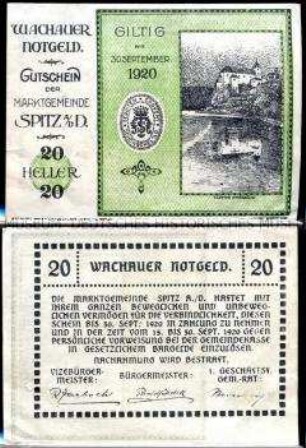 WACHAUER
NOTGELD.
GUTSCHEIN
DER
MARKTGEMEINDE
SPITZ A/D.
20
HELLER
20
GILTIG
BIS
30.SEPTEMBER
1920
20 WACHAUER NOTGELD. 20
DIE MARKTGEMEINDE SPITZ A./D. HAFTET MIT
IHREM GANZEN BEWEGLICHEN UND UNBEWEG-
LICHEN VERMÖGEN FÜR DIE VERBINDLICHKEIT, DIESEN
SCHEIN BIS 30. SEPT. 1920 IN ZAHLUNG ZU NEHMEN
UND IN DER ZEIT VOM 15. BIS 30. SEPT. 1920 GEGEN
PERSÖNLICHE VORWEISUNG BEI DER GEMEINDEKASSE
IN GESETZLICHEM BARGELDE EINZULÖSEN.
NACHAHMUNG WIRD BESTRAFT.
VIZEBÜRGER-
MEISTER:
BÜRGERMEISTER:
1. GESCHÄFTSF.
GEM.-RAT: